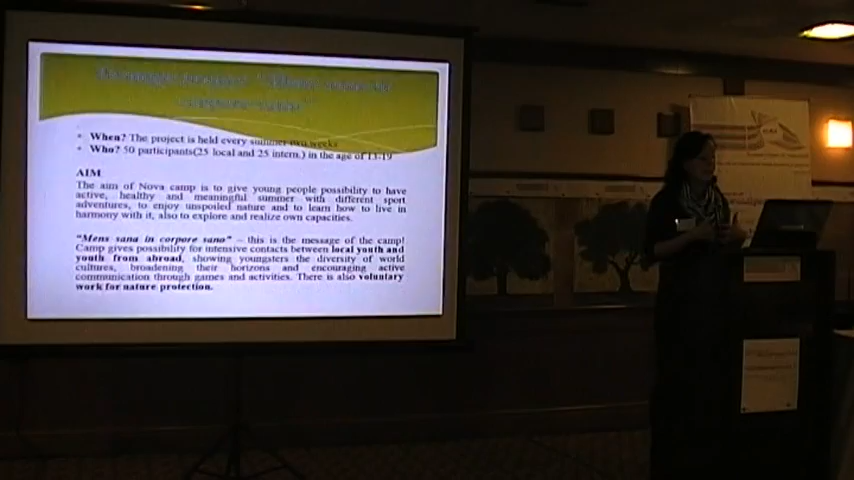 • When? The project is held every summer two weeks
• Who? 50 participants(25 local and 25 intern.) in the age of 13-19
AIM
The aim of Nova camp is to give young people possibility to have
active, healthy and meaningful summer with different sport
adventures, to enjoy unspoiled nature and to learn how to live in
harmony with it, also to explore and realize own capacities.
"Mens sana in corpore sano" – this is the message of the camp!
Camp gives possibility for intensive contacts between local youth and
youth from abroad, showing youngsters the diversity of world
cultures, broadening their horizons and encouraging active
communication through games and activities. There is also voluntary
work for nature protection.